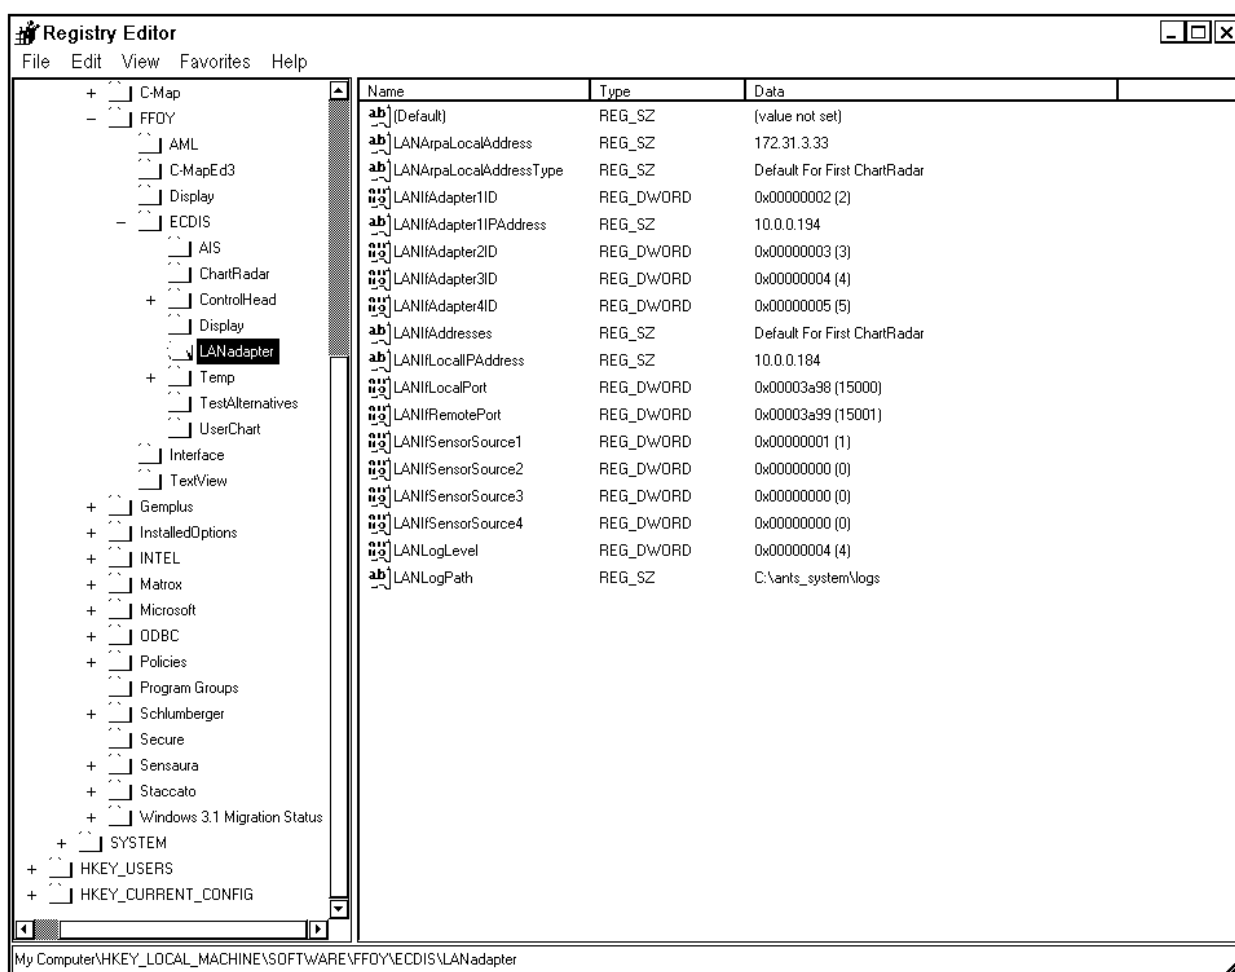 Registry Editor
File Edit View Favorites Help
C-Map
FFOY
AML
C-MapEd3
Display
ECDIS
AIS
ChartRadar
ControlHead
Display
LANadapter
Temp
TestAlternatives
UserChart
Interface
TextView
Gemplus
InstalledOptions
INTEL
Matrox
Microsoft
ODBC
Policies
Program Groups
Schlumberger
Secure
Sensaura
Staccato
Windows 3.1 Migration Status
SYSTEM
HKEY_USERS
HKEY_CURRENT_CONFIG
Name Type Data
(Default) REG_SZ (value not set)
LANArpaLocalAddress REG_SZ 172.31.3.33
LANArpaLocalAddressType REG_SZ Default For First ChartRadar
LANIfAdapter1ID REG_DWORD 0x00000002 (2)
LANIfAdapter1IPAddress REG_SZ 10.0.0.194
LANIfAdapter2ID REG_DWORD 0x00000003 (3)
LANIfAdapter3ID REG_DWORD 0x00000004 (4)
LANIfAdapter4ID REG_DWORD 0x00000005 (5)
LANIfAddresses REG_SZ Default For First ChartRadar
LANIfLocalIPAddress REG_SZ 10.0.0.184
LANIfLocalPort REG_DWORD 0x00003a98 (15000)
LANIfRemotePort REG_DWORD 0x00003a99 (15001)
LANIfSensorSource1 REG_DWORD 0x00000001 (1)
LANIfSensorSource2 REG_DWORD 0x00000000 (0)
LANIfSensorSource3 REG_DWORD 0x00000000 (0)
LANIfSensorSource4 REG_DWORD 0x00000000 (0)
LANLogLevel REG_DWORD 0x00000004 (4)
LANLogPath REG_SZ C:\ants_system\logs
My Computer\HKEY_LOCAL_MACHINE\SOFTWARE\FFOY\ECDIS\LANadapter